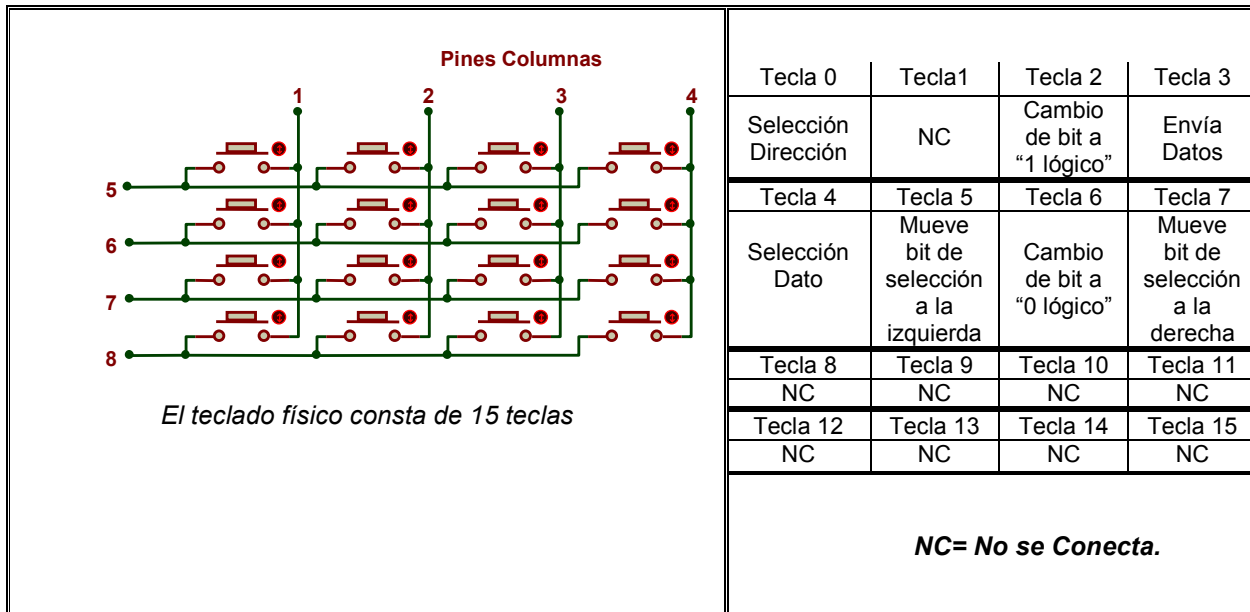 Pines Columnas
1 2 3 4
5
6
7
8
El teclado físico consta de 15 teclas
Tecla 0 Tecla1 Tecla 2 Tecla 3
Selección Dirección
NC
Cambio de bit a “1 lógico”
Envía Datos
Tecla 4 Tecla 5 Tecla 6 Tecla 7
Selección Dato
Mueve bit de selección a la izquierda
Cambio de bit a “0 lógico”
Mueve bit de selección a la derecha
Tecla 8 Tecla 9 Tecla 10 Tecla 11
NC NC NC NC
Tecla 12 Tecla 13 Tecla 14 Tecla 15
NC NC NC NC
NC= No se Conecta.